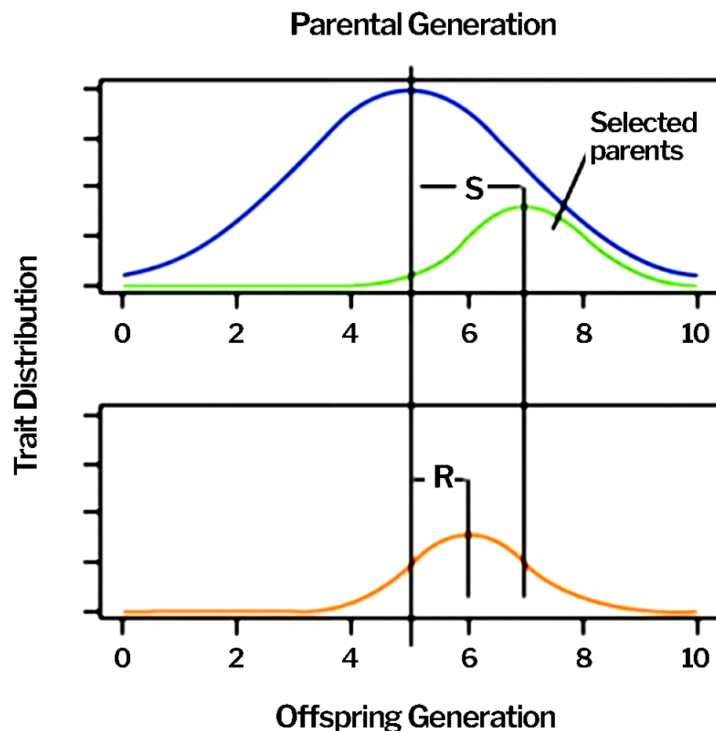 Parental Generation
Selected
parents
S
0 2 4 6 8 10
Trait Distribution
R
0 2 4 6 8 10
Offspring Generation